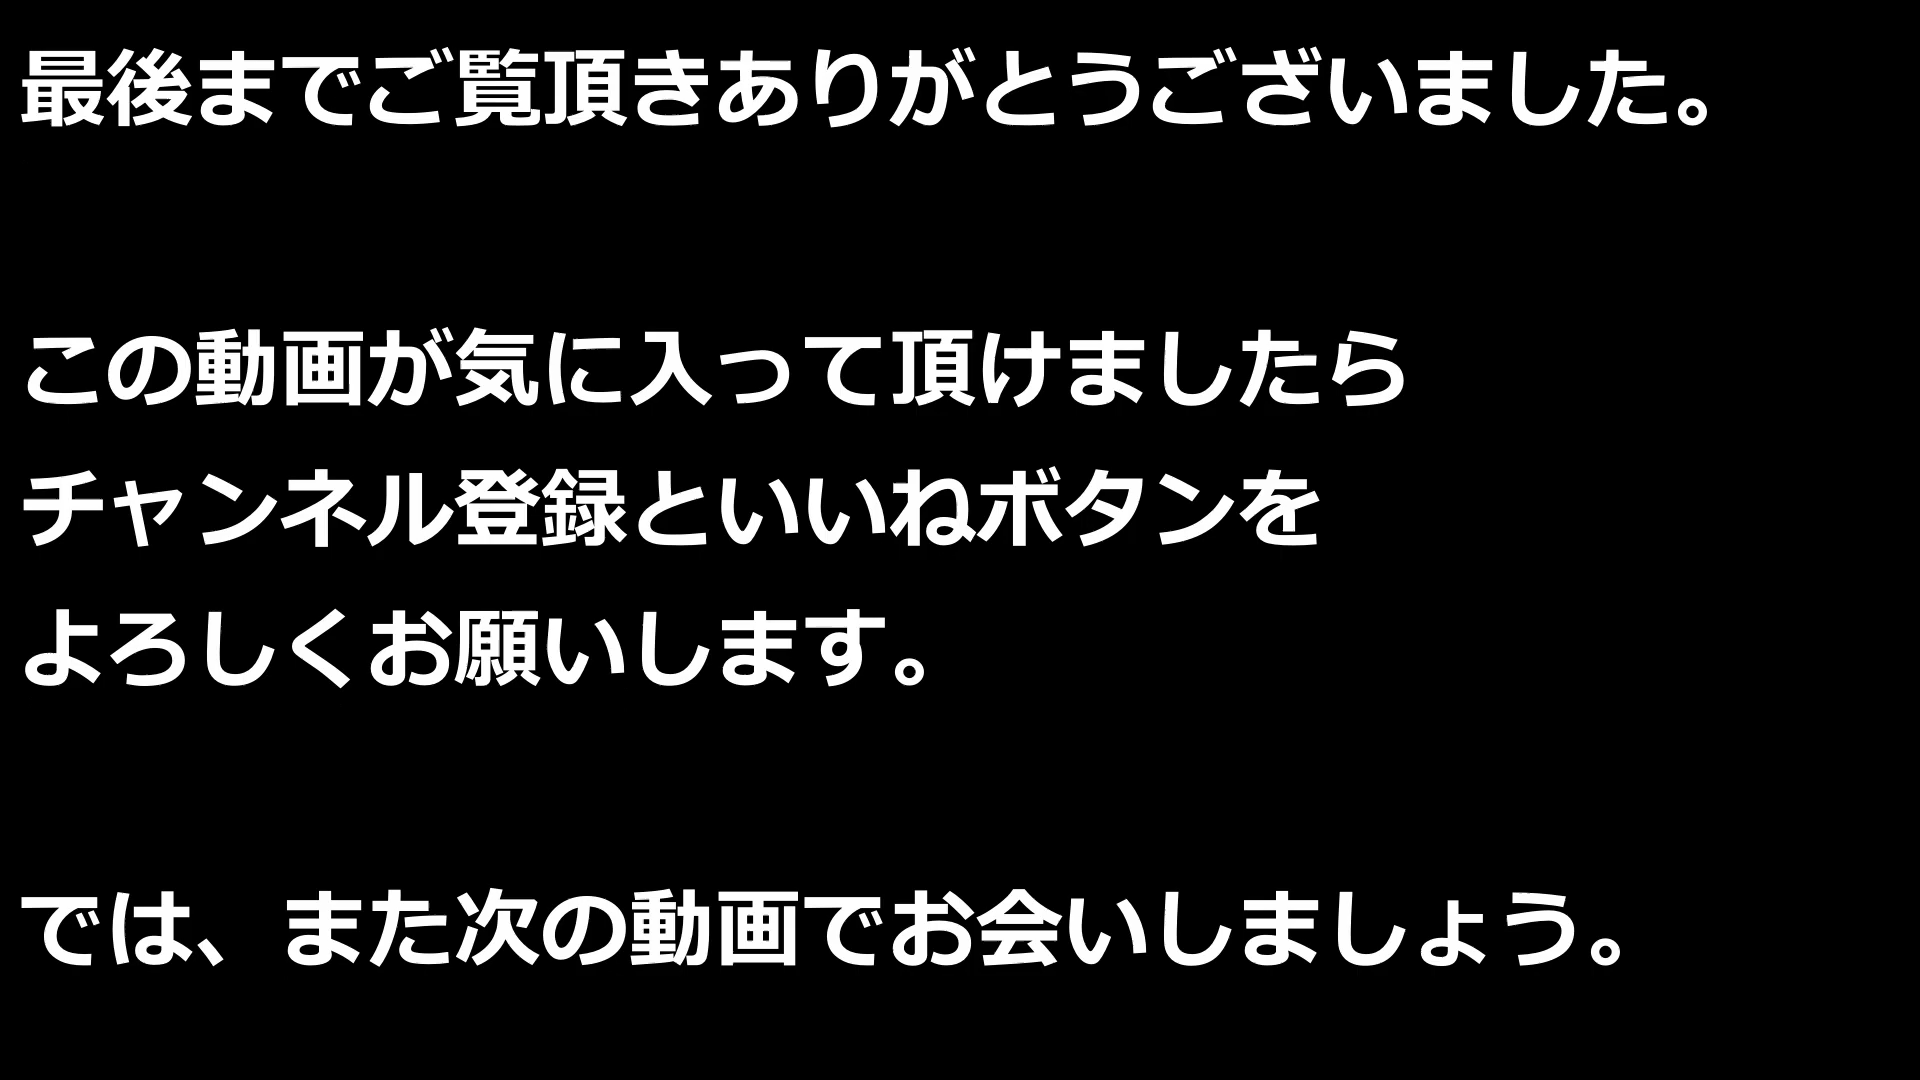 最後までご覧頂きありがとうございました。
この動画が気に入って頂けましたら
チャンネル登録といいねボタンを
よろしくお願いします。
では、また次の動画でお会いしましょう。